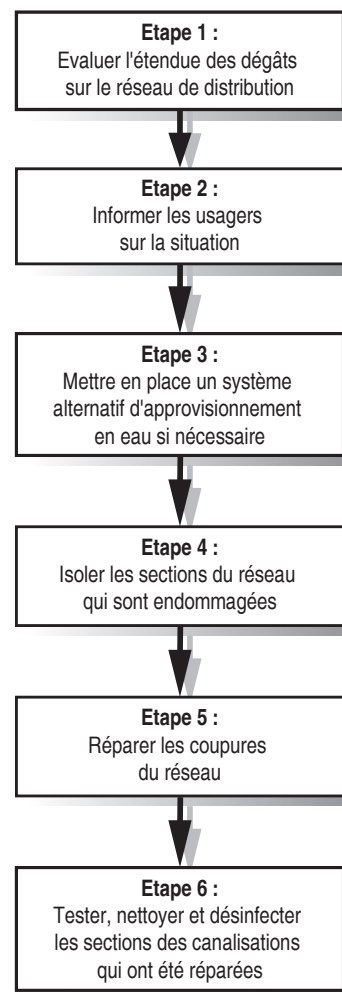 Etape 1 :
Evaluer l'étendue des dégâts
sur le réseau de distribution
Etape 2 :
Informer les usagers
sur la situation
Etape 3 :
Mettre en place un système
alternatif d'approvisionnement
en eau si nécessaire
Etape 4 :
Isoler les sections du réseau
qui sont endommagées
Etape 5 :
Réparer les coupures
du réseau
Etape 6 :
Tester, nettoyer et désinfecter
les sections des canalisations
qui ont été réparées